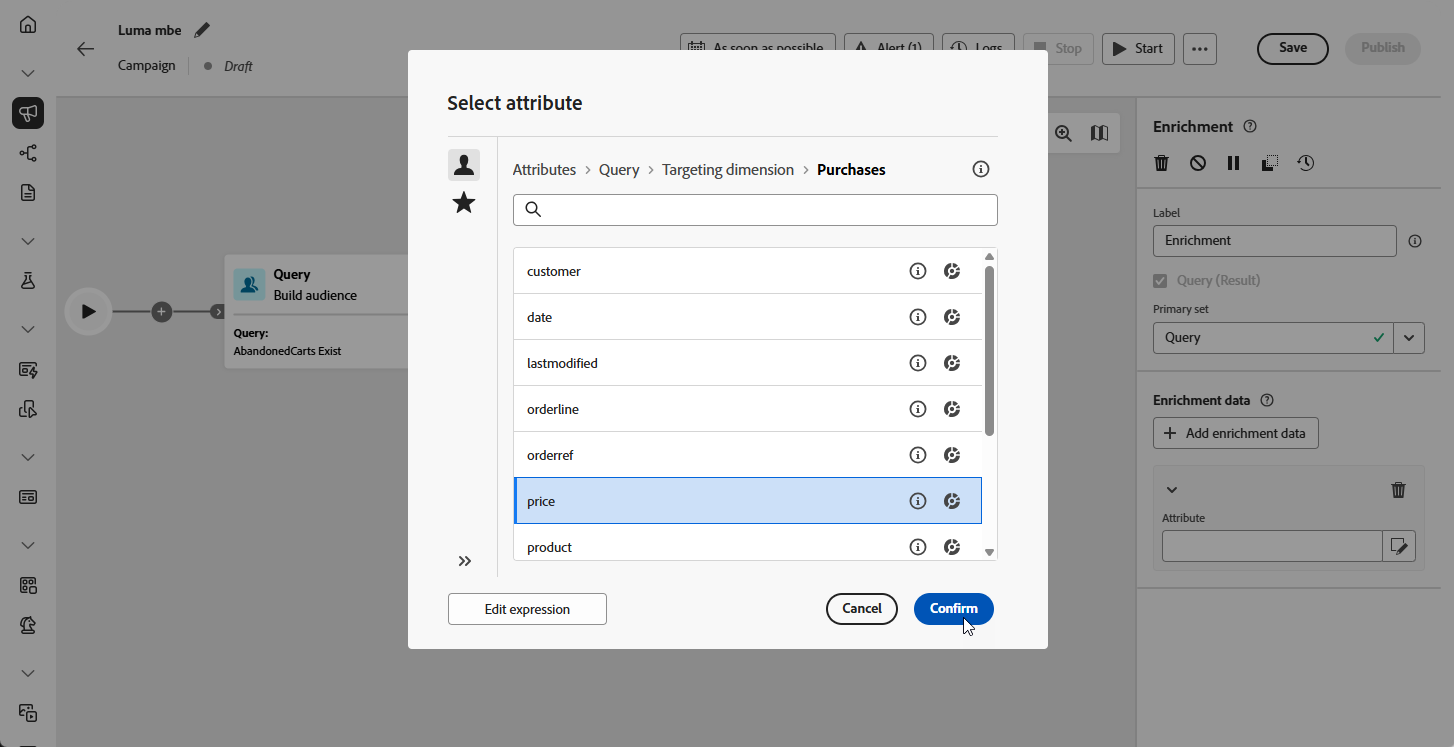 Luma mbe
Campaign
Draft
As soon as possible
Alert (1)
Logs
Stop
Start
Save
Publish
Query
Build audience
Query:
AbandonedCarts Exist
Select attribute
Attributes > Query > Targeting dimension > Purchases
customer
date
lastmodified
orderline
orderref
price
product
Edit expression
Cancel
Confirm
Enrichment
Label
Enrichment
Query (Result)
Primary set
Query
Enrichment data
Add enrichment data
Attribute